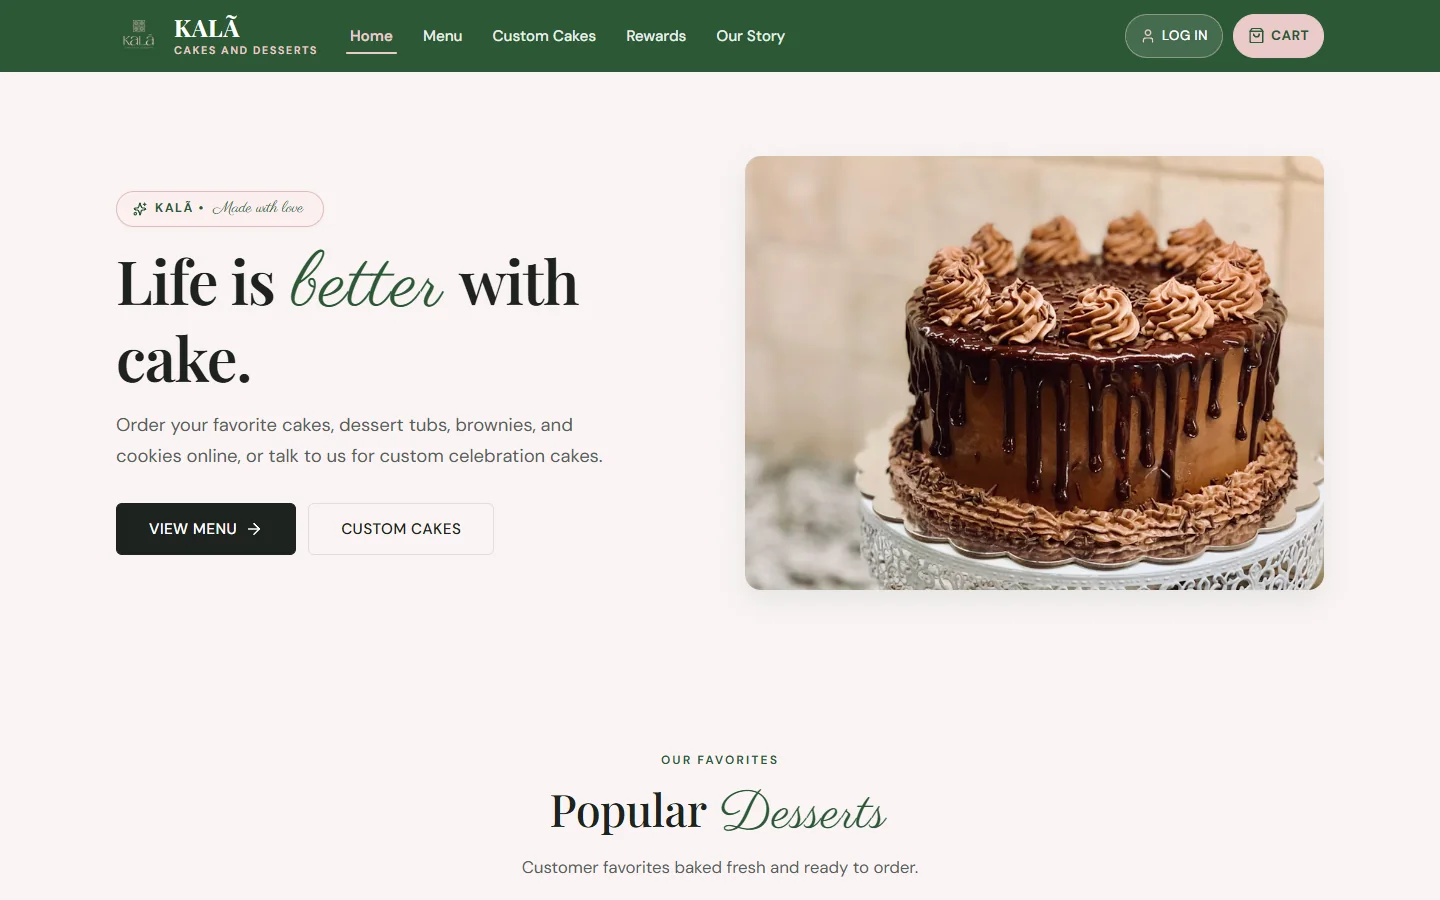 kala
KALÃ
CAKES AND DESSERTS
Home
Menu
Custom Cakes
Rewards
Our Story
LOG IN
CART
KALÃ • Made with love
Life is better with
cake.
Order your favorite cakes, dessert tubs, brownies, and
cookies online, or talk to us for custom celebration cakes.
VIEW MENU →
CUSTOM CAKES
OUR FAVORITES
Popular Desserts
Customer favorites baked fresh and ready to order.